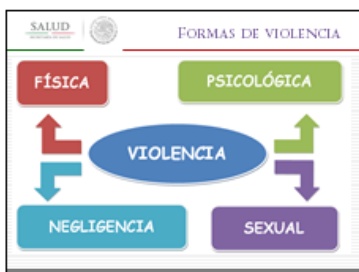 SALUD
FORMAS DE VIOLENCIA
FÍSICA
PSICOLÓGICA
VIOLENCIA
NEGLIGENCIA
SEXUAL